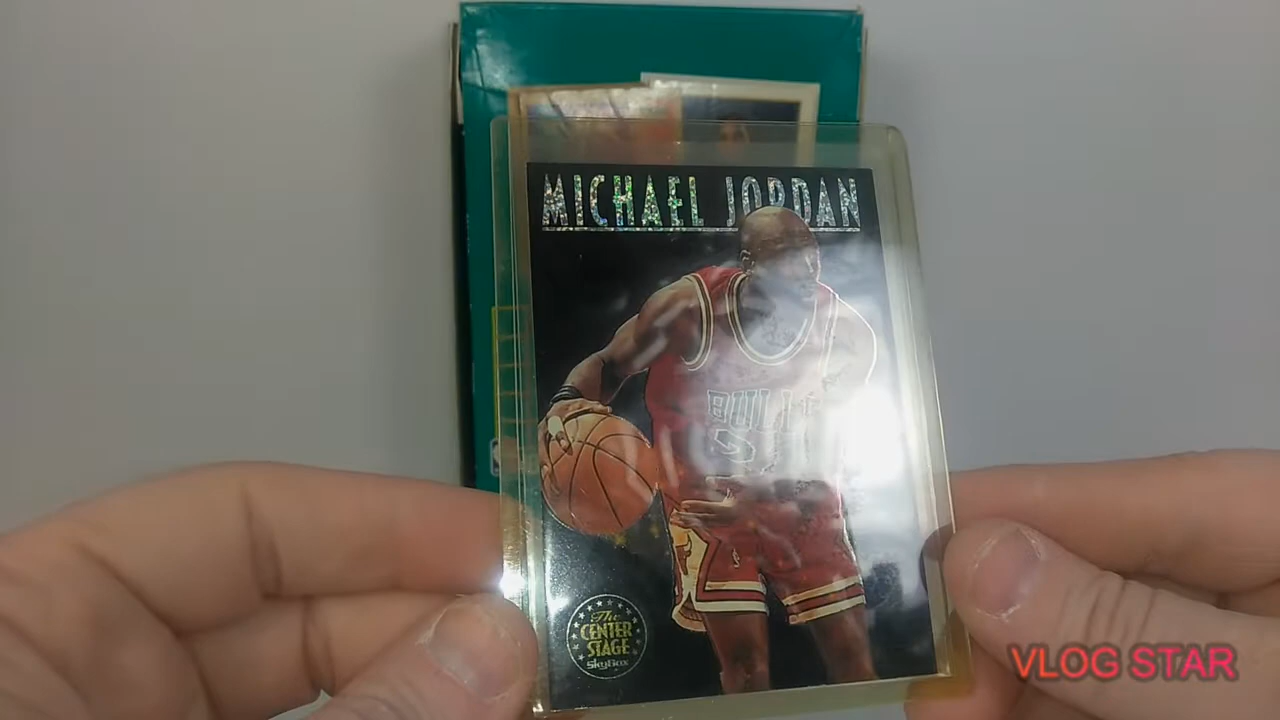 MICHAEL JORDAN
BULLS
The
CENTER
STAGE
SkyBox
VLOG STAR